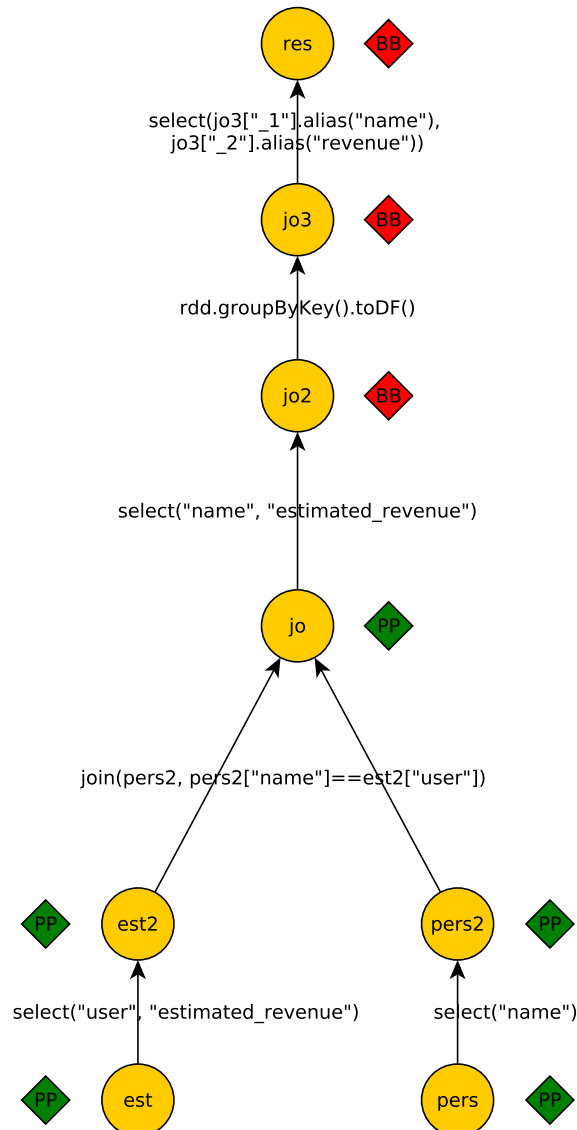 res
BB
select(jo3["_1"].alias("name"),
jo3["_2"].alias("revenue"))
jo3
BB
rdd.groupByKey().toDF()
jo2
BB
select("name", "estimated_revenue")
jo
PP
join(pers2, pers2["name"]==est2["user"])
PP
est2
pers2
PP
select("user", "estimated_revenue")
select("name")
PP
est
pers
PP